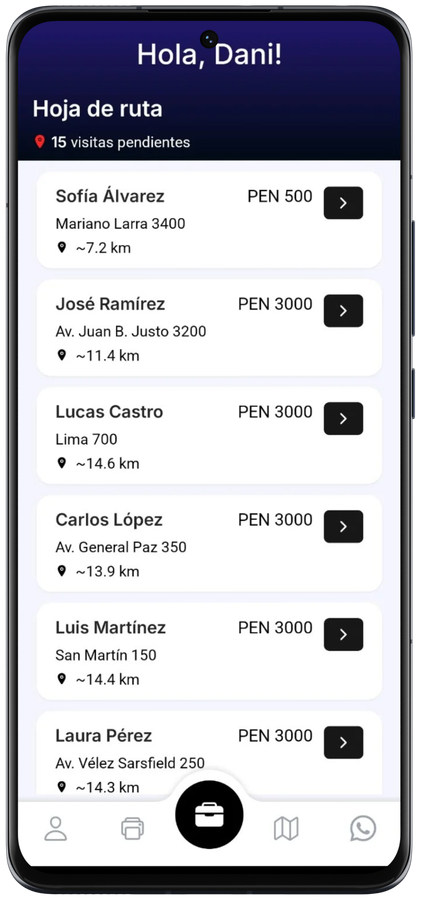 Hola, Dani!
Hoja de ruta
15 visitas pendientes
Sofía Álvarez PEN 500
Mariano Larra 3400
~7.2 km
José Ramírez PEN 3000
Av. Juan B. Justo 3200
~11.4 km
Lucas Castro PEN 3000
Lima 700
~14.6 km
Carlos López PEN 3000
Av. General Paz 350
~13.9 km
Luis Martínez PEN 3000
San Martín 150
~14.4 km
Laura Pérez PEN 3000
Av. Vélez Sarsfield 250
~14.3 km